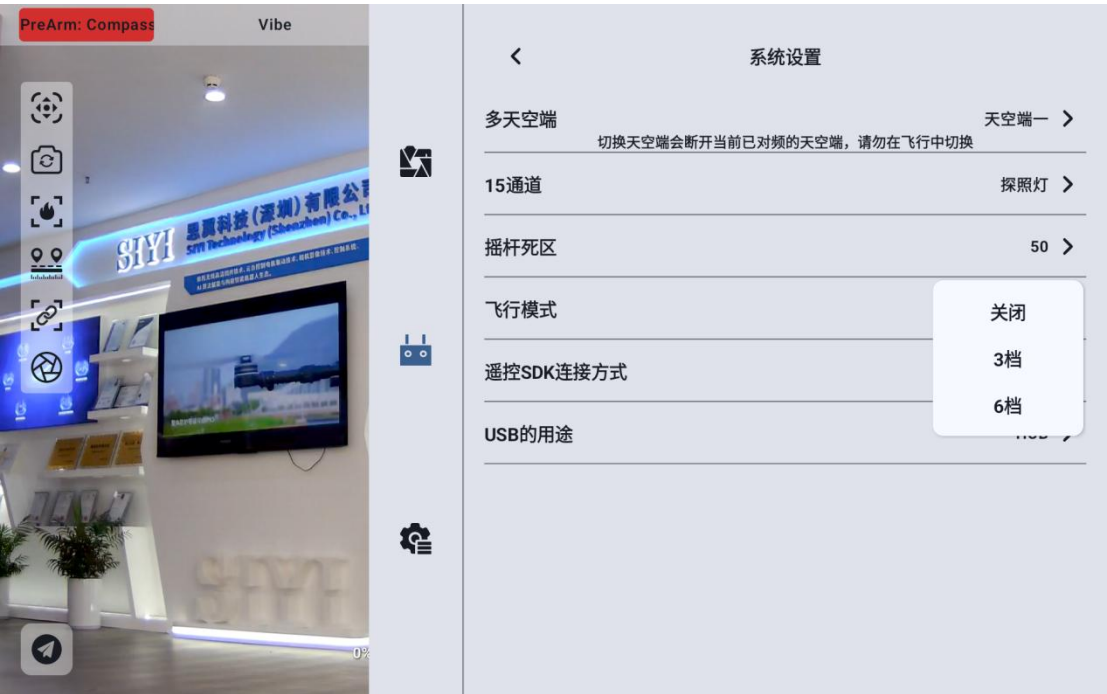 PreArm: Compass
Vibe
系统设置
多天空端
天空端一
切换天空端会断开当前已对频的天空端，请勿在飞行中切换
15通道
探照灯
摇杆死区
50
飞行模式
关闭
3档
6档
遥控SDK连接方式
USB的用途
SIYI
思翼科技(深圳)有限公司
SIYI Technology (Shenzhen) Co., Lt
SIYI
0%